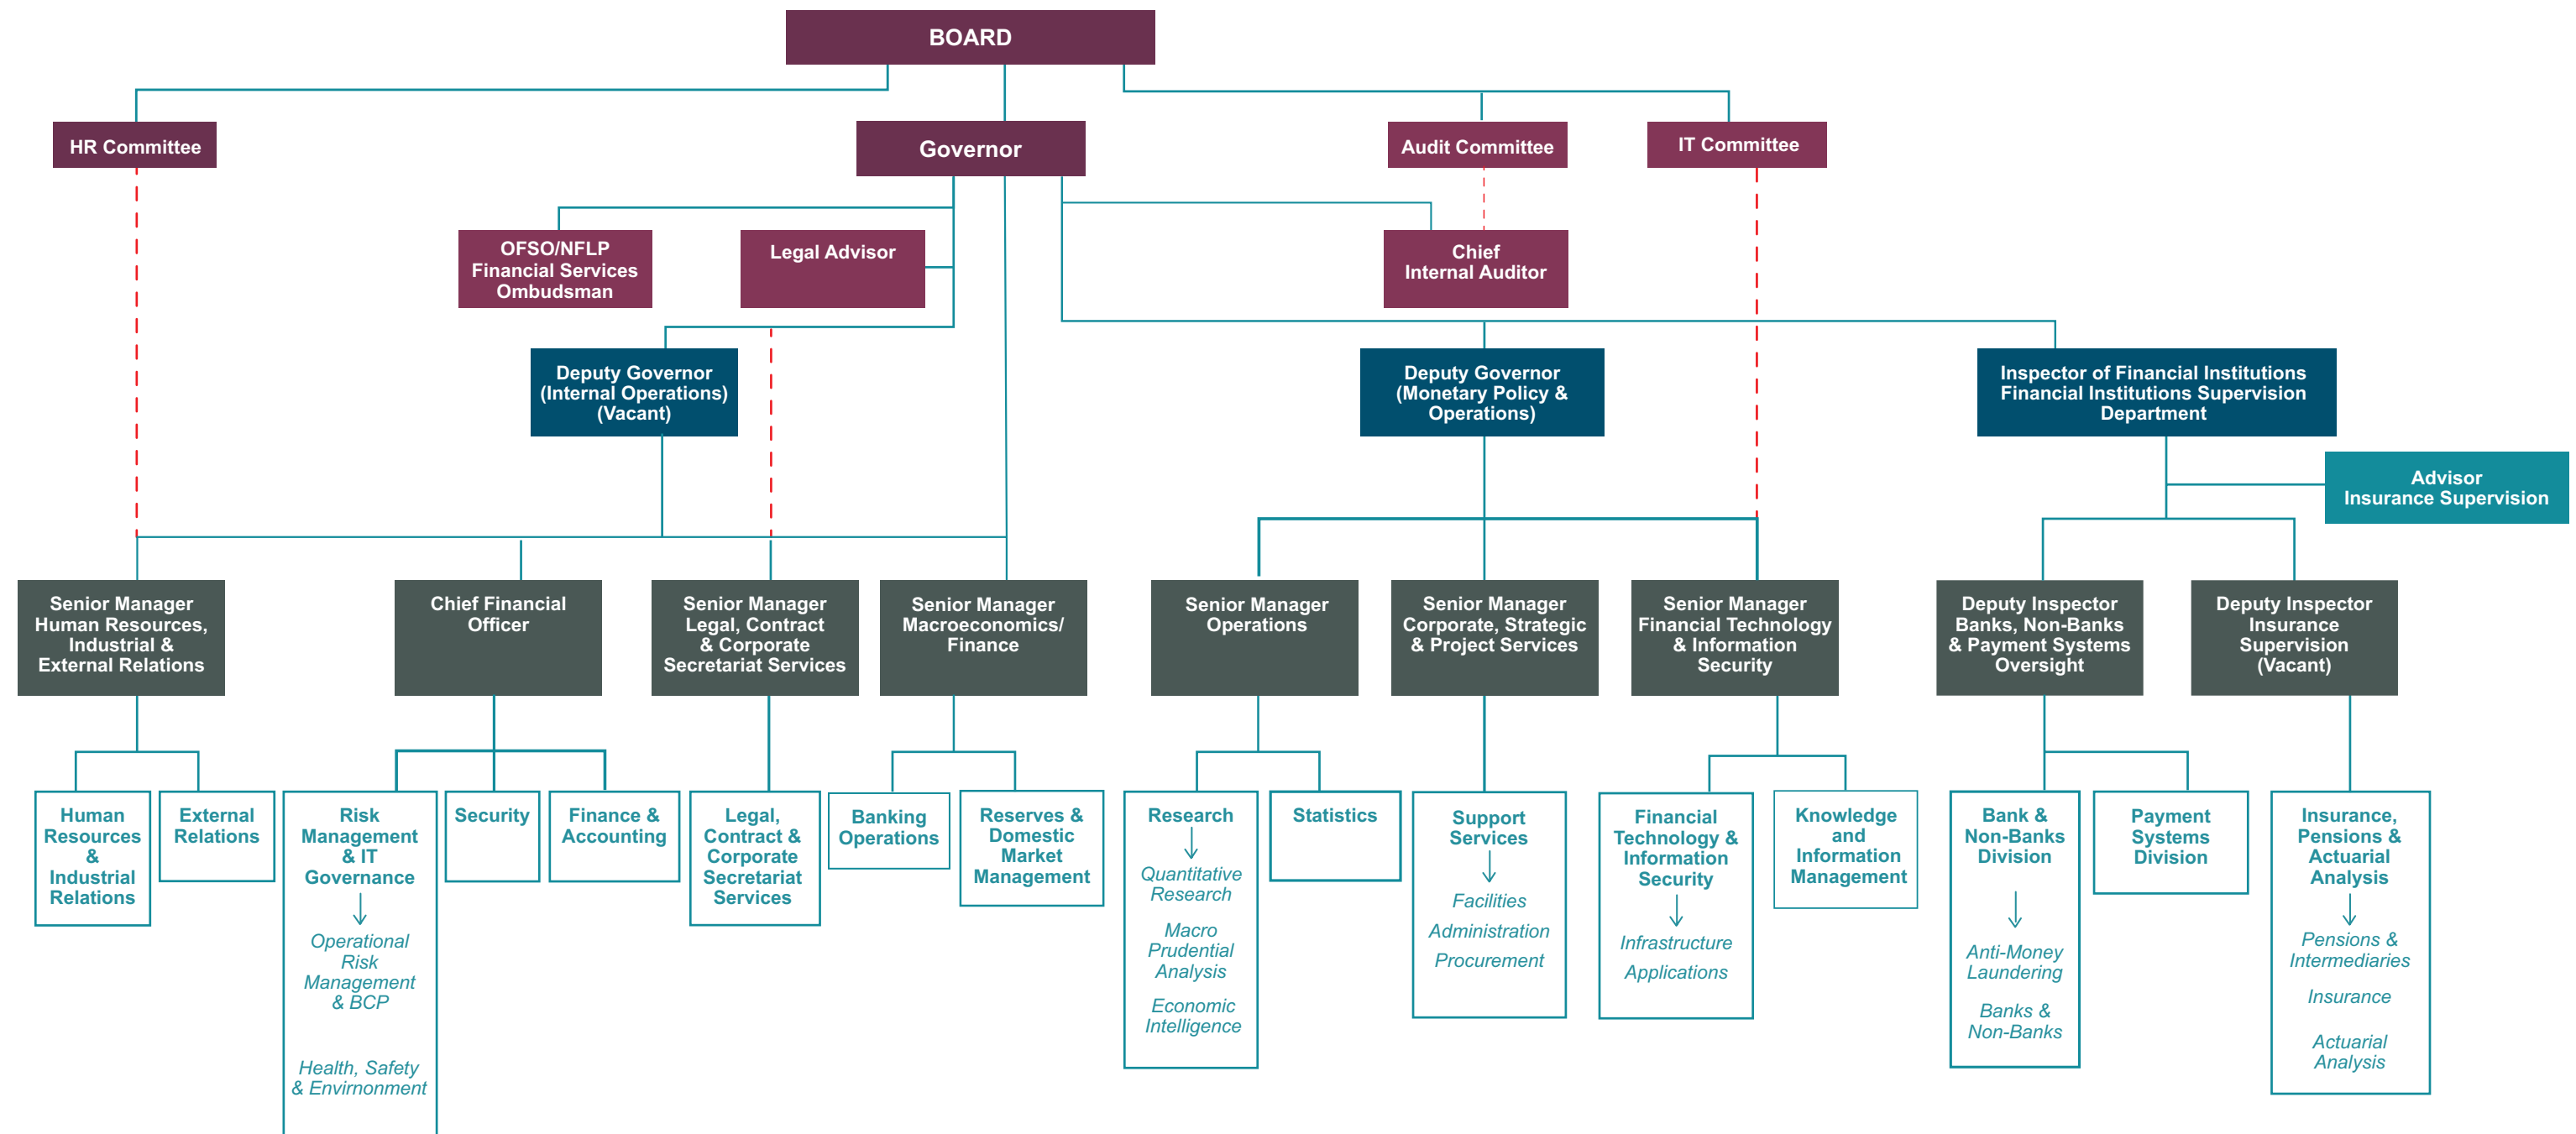 BOARD
HR Committee
Governor
Audit Committee
IT Committee
OFSO/NFLP
Financial Services
Ombudsman
Legal Advisor
Chief
Internal Auditor
Deputy Governor
(Internal Operations)
(Vacant)
Deputy Governor
(Monetary Policy &
Operations)
Inspector of Financial Institutions
Financial Institutions Supervision
Department
Advisor
Insurance Supervision
Senior Manager
Human Resources,
Industrial &
External Relations
Chief Financial
Officer
Senior Manager
Legal, Contract
& Corporate
Secretariat Services
Senior Manager
Macroeconomics/
Finance
Senior Manager
Operations
Senior Manager
Corporate, Strategic
& Project Services
Senior Manager
Financial Technology
& Information
Security
Deputy Inspector
Banks, Non-Banks
& Payment Systems
Oversight
Deputy Inspector
Insurance
Supervision
(Vacant)
Human
Resources
&
Industrial
Relations
External
Relations
Risk
Management
& IT
Governance
Operational
Risk
Management
& BCP
Health, Safety
& Envirnonment
Security
Finance &
Accounting
Legal,
Contract &
Corporate
Secretariat
Services
Banking
Operations
Reserves &
Domestic
Market
Management
Research
Quantitative
Research
Macro
Prudential
Analysis
Economic
Intelligence
Statistics
Support
Services
Facilities
Administration
Procurement
Financial
Technology &
Information
Security
Infrastructure
Applications
Knowledge
and
Information
Management
Bank &
Non-Banks
Division
Anti-Money
Laundering
Banks &
Non-Banks
Payment
Systems
Division
Insurance,
Pensions &
Actuarial
Analysis
Pensions &
Intermediaries
Insurance
Actuarial
Analysis